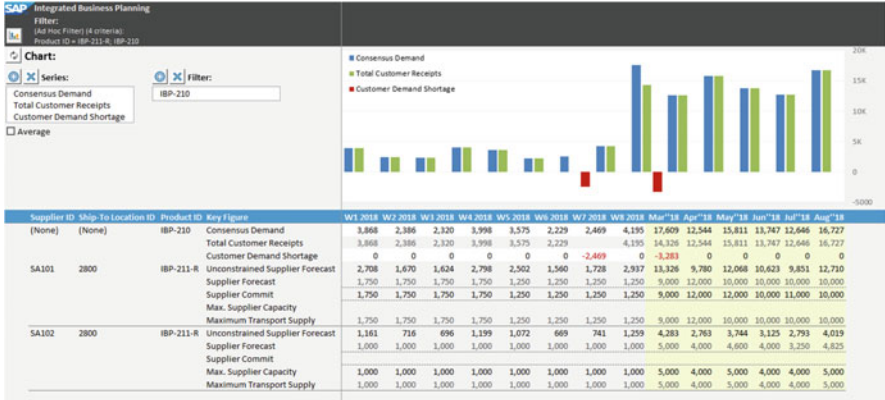 SAP Integrated Business Planning
Filter:
(Ad Hoc Filter) (4 criteria):
Product ID = IBP-211-R; IBP-210
Chart:
Series:
Filter:
Consensus Demand
Total Customer Receipts
Customer Demand Shortage
IBP-210
Average
Consensus Demand
Total Customer Receipts
Customer Demand Shortage
20K
15K
10K
5K
0
-5000
Supplier ID Ship-To Location ID Product ID Key Figure W1 2018 W2 2018 W3 2018 W4 2018 W5 2018 W6 2018 W7 2018 W8 2018 Mar''18 Apr''18 May''18 Jun''18 Jul''18 Aug''18
(None) (None) IBP-210 Consensus Demand 3,868 2,386 2,320 3,998 3,575 2,229 2,469 4,195 17,609 12,544 15,811 13,747 12,646 16,727
Total Customer Receipts 3,868 2,386 2,320 3,998 3,575 2,229 4,195 14,326 12,544 15,811 13,747 12,646 16,727
Customer Demand Shortage 0 0 0 0 0 0 -2,469 0 -3,283 0 0 0 0 0
SA101 2800 IBP-211-R Unconstrained Supplier Forecast 2,708 1,670 1,624 2,798 2,502 1,560 1,728 2,937 13,326 9,780 12,068 10,623 9,851 12,710
Supplier Forecast 1,750 1,750 1,750 1,750 1,250 1,250 1,250 1,250 9,000 12,000 10,000 10,000 10,000 10,000
Supplier Commit 1,750 1,750 1,750 1,750 1,250 1,250 1,250 1,250 9,000 12,000 12,000 10,000 11,000 10,000
Max. Supplier Capacity
Maximum Transport Supply 1,750 1,750 1,750 1,750 1,250 1,250 1,250 1,250 9,000 12,000 10,000 10,000 10,000 10,000
SA102 2800 IBP-211-R Unconstrained Supplier Forecast 1,161 716 696 1,199 1,072 669 741 1,259 4,283 2,763 3,744 3,125 2,793 4,019
Supplier Forecast 1,000 1,000 1,000 1,000 1,000 1,000 1,000 1,000 5,000 4,000 4,600 4,000 3,250 4,825
Supplier Commit
Max. Supplier Capacity 1,000 1,000 1,000 1,000 1,000 1,000 1,000 1,000 5,000 4,000 5,000 4,000 4,000 5,000
Maximum Transport Supply 1,000 1,000 1,000 1,000 1,000 1,000 1,000 1,000 5,000 4,000 5,000 4,000 4,000 5,000